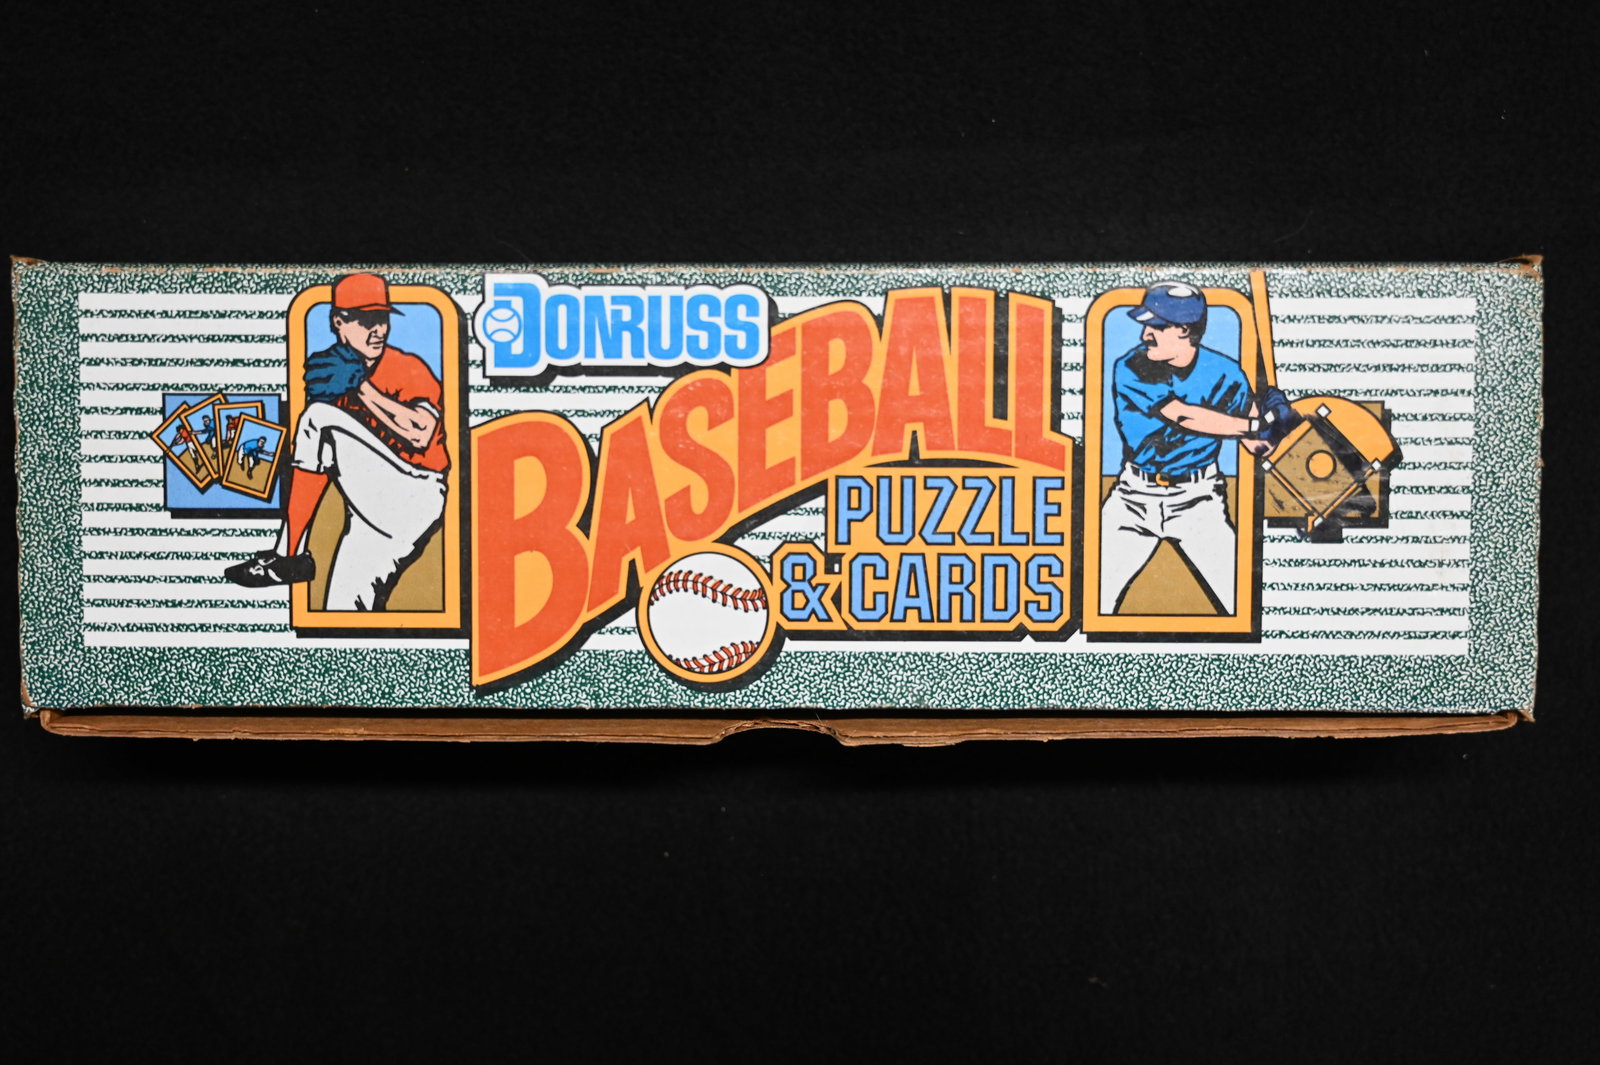 DONRUSS
BASEBALL
PUZZLE
& CARDS